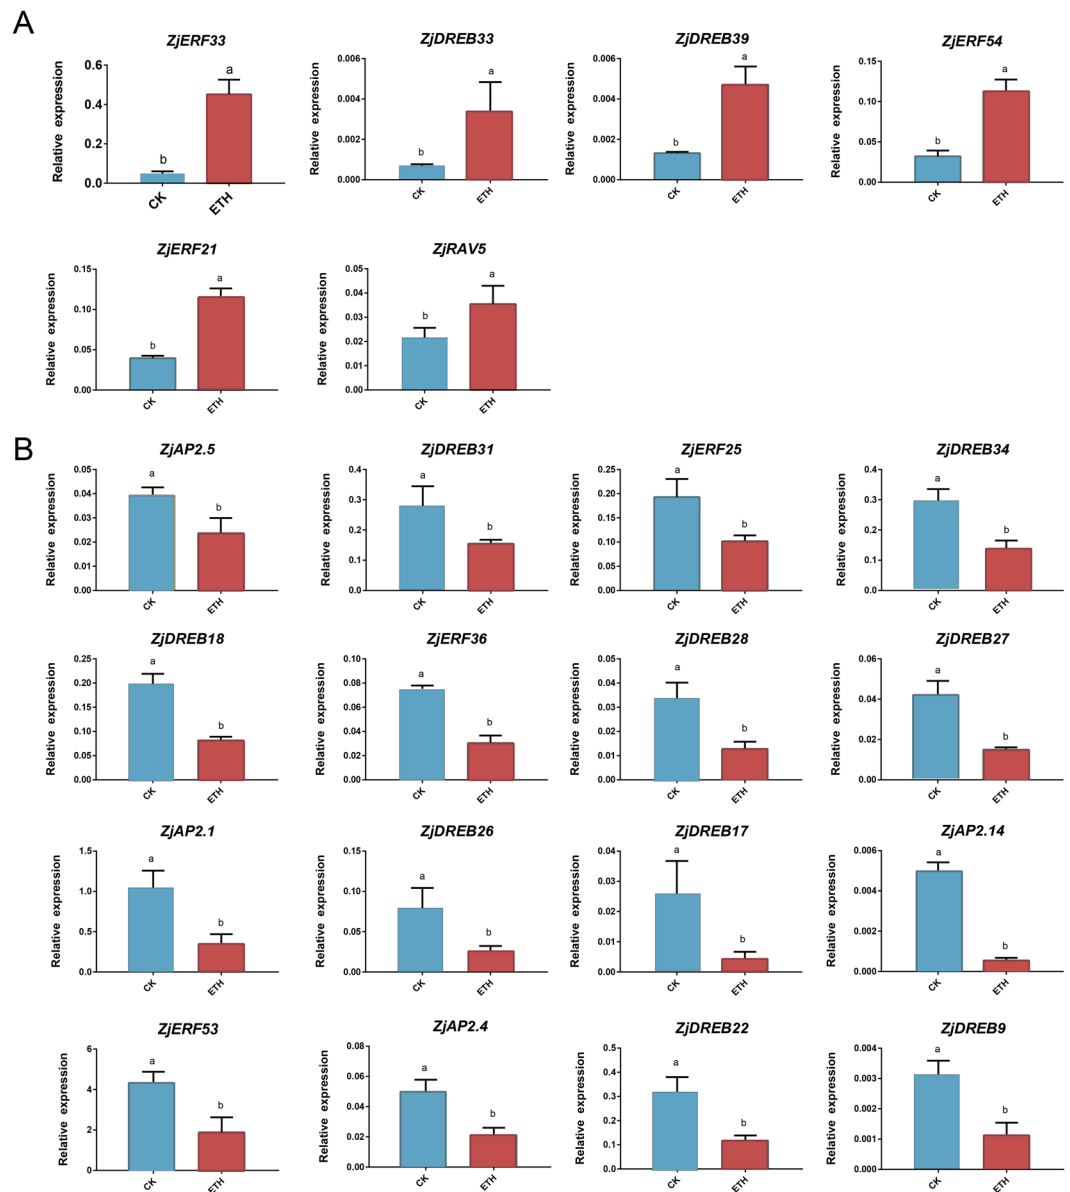 A
ZjERF33
Relative expression
0.6
0.4
0.2
0.0
b
a
CK
ETH
ZjDREB33
Relative expression
0.006
0.004
0.002
0.000
b
a
CK
ETH
ZjDREB39
Relative expression
0.006
0.004
0.002
0.000
b
a
CK
ETH
ZjERF54
Relative expression
0.15
0.10
0.05
0.00
b
a
CK
ETH
ZjERF21
Relative expression
0.15
0.10
0.05
0.00
b
a
CK
ETH
ZjRAV5
Relative expression
0.05
0.04
0.03
0.02
0.01
0.00
b
a
CK
ETH
B
ZjAP2.5
Relative expression
0.05
0.04
0.03
0.02
0.01
0.00
a
b
CK
ETH
ZjDREB31
Relative expression
0.4
0.3
0.2
0.1
0.0
a
b
CK
ETH
ZjERF25
Relative expression
0.25
0.20
0.15
0.10
0.05
0.00
a
b
CK
ETH
ZjDREB34
Relative expression
0.4
0.3
0.2
0.1
0.0
a
b
CK
ETH
ZjDREB18
Relative expression
0.25
0.20
0.15
0.10
0.05
0.00
a
b
CK
ETH
ZjERF36
Relative expression
0.10
0.08
0.06
0.04
0.02
0.00
a
b
CK
ETH
ZjDREB28
Relative expression
0.05
0.04
0.03
0.02
0.01
0.00
a
b
CK
ETH
ZjDREB27
Relative expression
0.06
0.04
0.02
0.00
a
b
CK
ETH
ZjAP2.1
Relative expression
1.5
1.0
0.5
0.0
a
b
CK
ETH
ZjDREB26
Relative expression
0.15
0.10
0.05
0.00
a
b
CK
ETH
ZjDREB17
Relative expression
0.04
0.03
0.02
0.01
0.00
a
b
CK
ETH
ZjAP2.14
Relative expression
0.006
0.004
0.002
0.000
a
b
CK
ETH
ZjERF53
Relative expression
6
4
2
0
a
b
CK
ETH
ZjAP2.4
Relative expression
0.08
0.06
0.04
0.02
0.00
a
b
CK
ETH
ZjDREB22
Relative expression
0.5
0.4
0.3
0.2
0.1
0.0
a
b
CK
ETH
ZjDREB9
Relative expression
0.004
0.003
0.002
0.001
0.000
a
b
CK
ETH